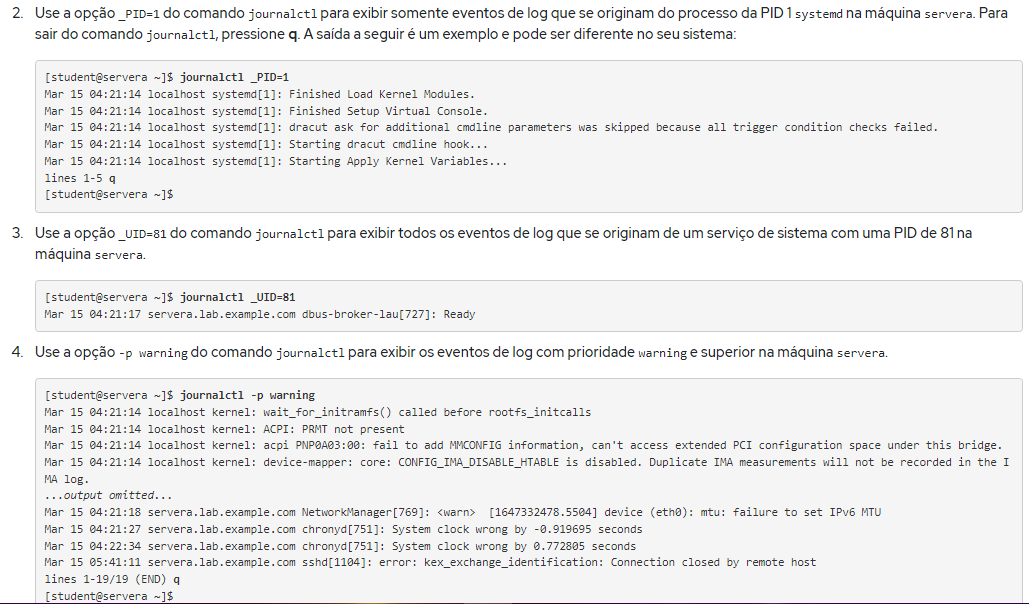 2. Use a opção _PID=1 do comando journalctl para exibir somente eventos de log que se originam do processo da PID 1 systemd na máquina servera. Para
sair do comando journalctl, pressione q. A saída a seguir é um exemplo e pode ser diferente no seu sistema:
[student@servera ~]$ journalctl _PID=1
Mar 15 04:21:14 localhost systemd[1]: Finished Load Kernel Modules.
Mar 15 04:21:14 localhost systemd[1]: Finished Setup Virtual Console.
Mar 15 04:21:14 localhost systemd[1]: dracut ask for additional cmdline parameters was skipped because all trigger condition checks failed.
Mar 15 04:21:14 localhost systemd[1]: Starting dracut cmdline hook...
Mar 15 04:21:14 localhost systemd[1]: Starting Apply Kernel Variables...
lines 1-5 q
[student@servera ~]$
3. Use a opção _UID=81 do comando journalctl para exibir todos os eventos de log que se originam de um serviço de sistema com uma PID de 81 na
máquina servera.
[student@servera ~]$ journalctl _UID=81
Mar 15 04:21:17 servera.lab.example.com dbus-broker-lau[727]: Ready
4. Use a opção -p warning do comando journalctl para exibir os eventos de log com prioridade warning e superior na máquina servera.
[student@servera ~]$ journalctl -p warning
Mar 15 04:21:14 localhost kernel: wait_for_initramfs() called before rootfs_initcalls
Mar 15 04:21:14 localhost kernel: ACPI: PRMT not present
Mar 15 04:21:14 localhost kernel: acpi PNP0A03:00: fail to add MMCONFIG information, can't access extended PCI configuration space under this bridge.
Mar 15 04:21:14 localhost kernel: device-mapper: core: CONFIG_IMA_DISABLE_HTABLE is disabled. Duplicate IMA measurements will not be recorded in the I
MA log.
...output omitted...
Mar 15 04:21:18 servera.lab.example.com NetworkManager[769]: <warn>  [1647332478.5504] device (eth0): mtu: failure to set IPv6 MTU
Mar 15 04:21:27 servera.lab.example.com chronyd[751]: System clock wrong by -0.919695 seconds
Mar 15 04:22:34 servera.lab.example.com chronyd[751]: System clock wrong by 0.772805 seconds
Mar 15 05:41:11 servera.lab.example.com sshd[1104]: error: kex_exchange_identification: Connection closed by remote host
lines 1-19/19 (END) q
[student@servera ~]$